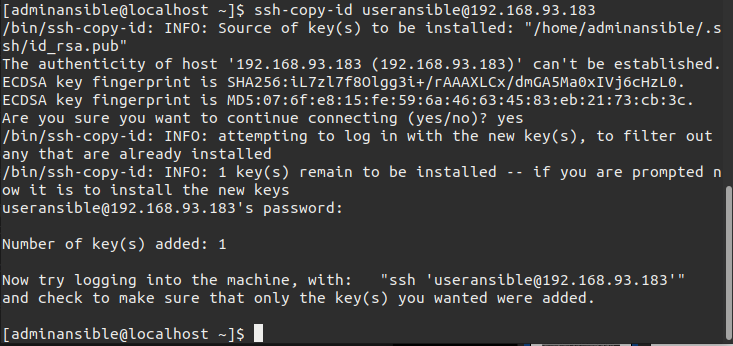 [adminansible@localhost ~]$ ssh-copy-id useransible@192.168.93.183
/bin/ssh-copy-id: INFO: Source of key(s) to be installed: "/home/adminansible/.s
sh/id_rsa.pub"
The authenticity of host '192.168.93.183 (192.168.93.183)' can't be established.
ECDSA key fingerprint is SHA256:iL7zl7f8Olgg3i+/rAAAXLCx/dmGA5Ma0xIVj6cHzL0.
ECDSA key fingerprint is MD5:07:6f:e8:15:fe:59:6a:46:63:45:83:eb:21:73:cb:3c.
Are you sure you want to continue connecting (yes/no)? yes
/bin/ssh-copy-id: INFO: attempting to log in with the new key(s), to filter out
any that are already installed
/bin/ssh-copy-id: INFO: 1 key(s) remain to be installed -- if you are prompted n
ow it is to install the new keys
useransible@192.168.93.183's password:

Number of key(s) added: 1

Now try logging into the machine, with:   "ssh 'useransible@192.168.93.183'"
and check to make sure that only the key(s) you wanted were added.

[adminansible@localhost ~]$